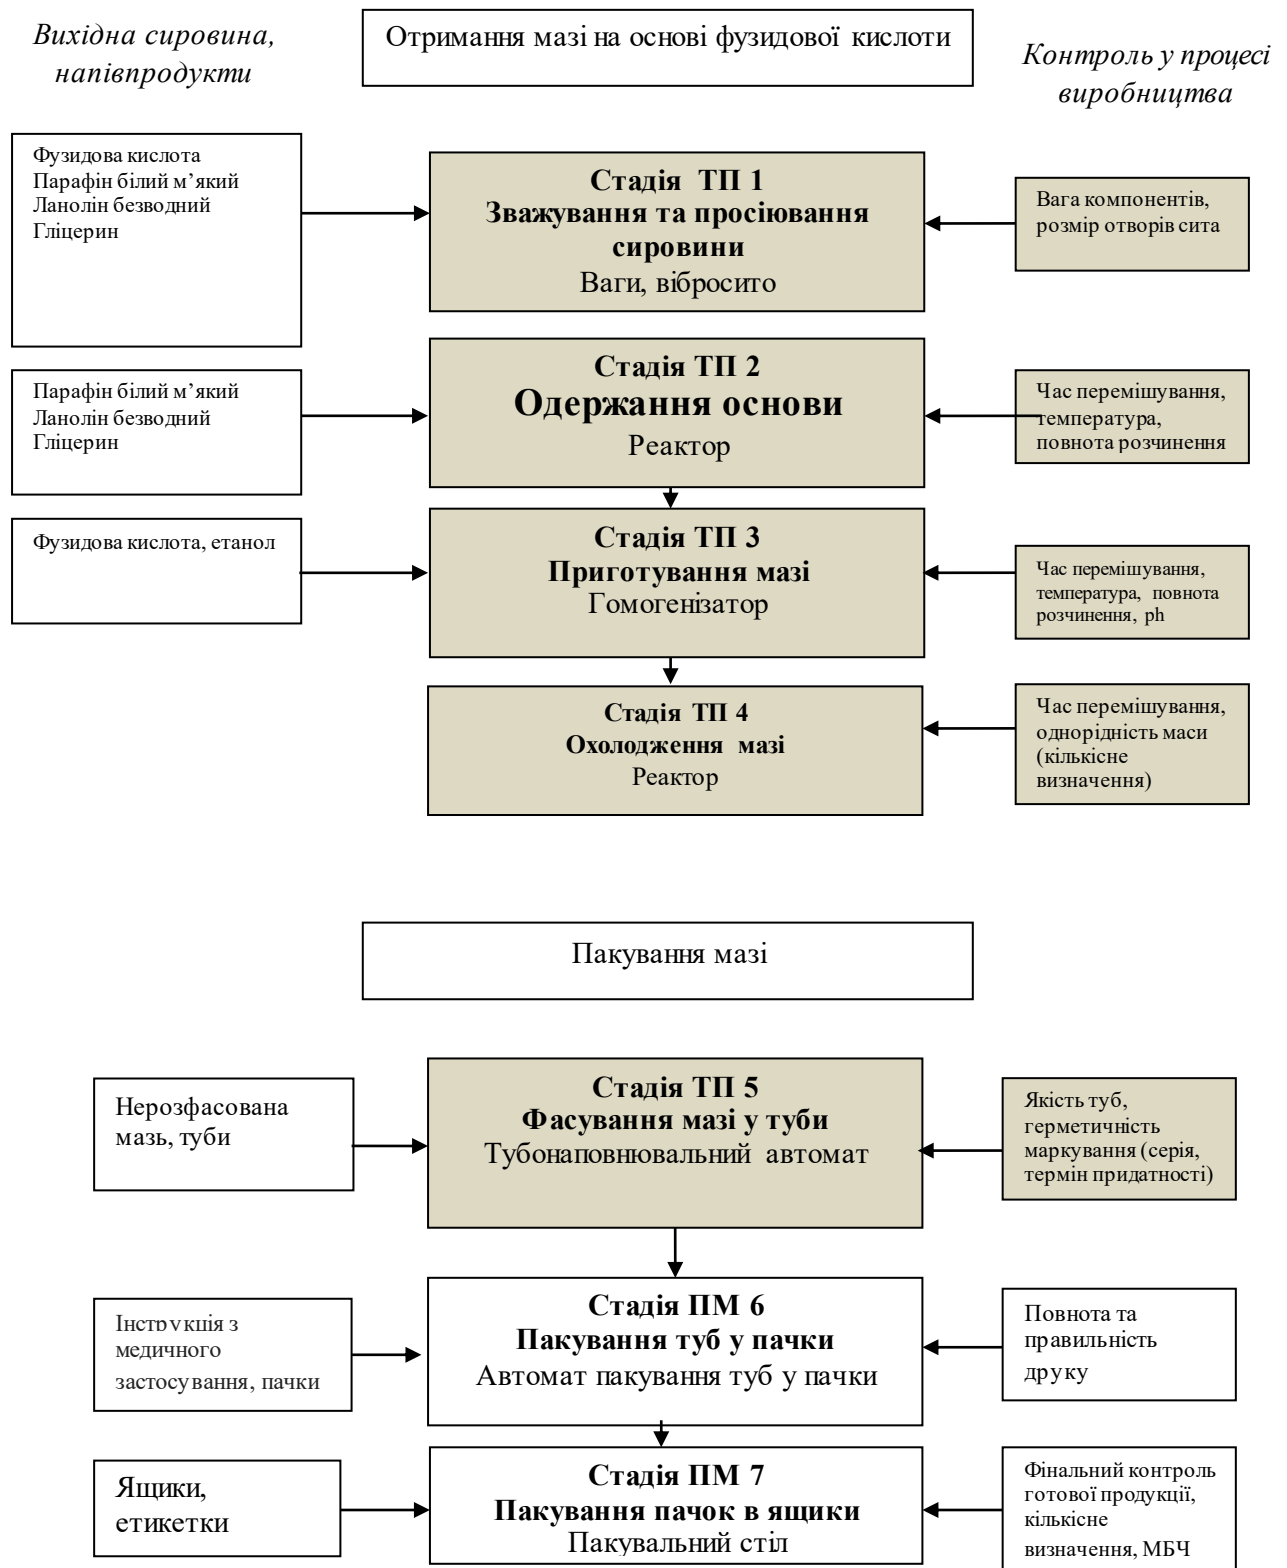 Вихідна сировина,
напівпродукти
Отримання мазі на основі фузидової кислоти
Контроль у процесі
виробництва
Фузидова кислота
Парафін білий м’який
Ланолін безводний
Гліцерин
Стадія ТП 1
Зважування та просіювання
сировини
Ваги, вібросито
Вага компонентів,
розмір отворів сита
Парафін білий м’який
Ланолін безводний
Гліцерин
Стадія ТП 2
Одержання основи
Реактор
Час перемішування,
температура,
повнота розчинення
Фузидова кислота, етанол
Стадія ТП 3
Приготування мазі
Гомогенізатор
Час перемішування,
температура, повнота
розчинення, ph
Стадія ТП 4
Охолодження мазі
Реактор
Час перемішування,
однорідність маси
(кількісне
визначення)
Пакування мазі
Нерозфасована
мазь, туби
Стадія ТП 5
Фасування мазі у туби
Тубонаповнювальний автомат
Якість туб,
герметичність
маркування (серія,
термін придатності)
Інструкція з
медичного
застосування, пачки
Стадія ПМ 6
Пакування туб у пачки
Автомат пакування туб у пачки
Повнота та
правильність
друку
Ящики,
етикетки
Стадія ПМ 7
Пакування пачок в ящики
Пакувальний стіл
Фінальний контроль
готової продукції,
кількісне
визначення, МБЧ